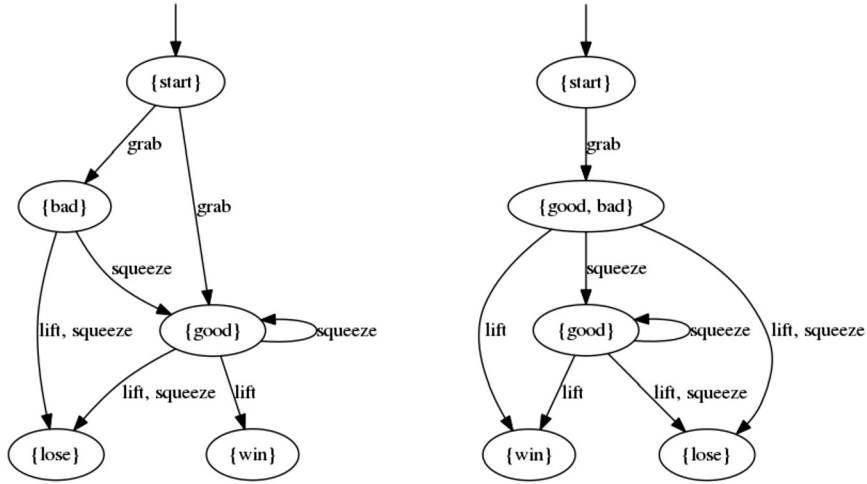 {start}
grab
{bad}
grab
squeeze
{good}
squeeze
lift, squeeze
lift, squeeze
lift
{lose}
{win}
{start}
grab
{good, bad}
squeeze
lift
{good}
squeeze
lift, squeeze
lift
lift, squeeze
{win}
{lose}